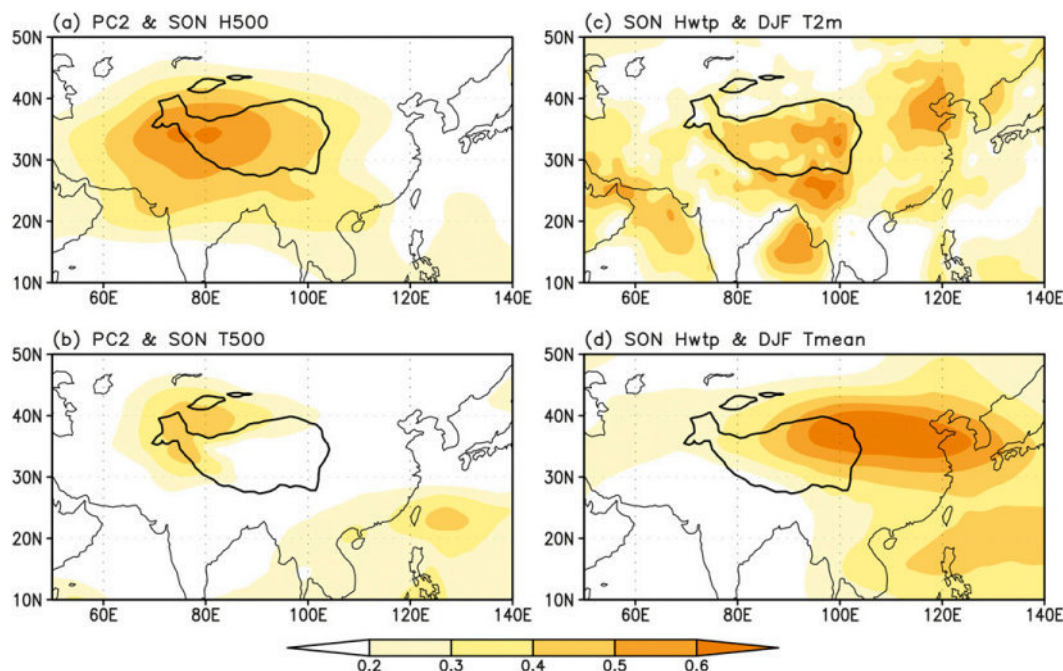 (a) PC2 & SON H500
50N
40N
30N
20N
10N
60E 80E 100E 120E 140E
(c) SON Hwtp & DJF T2m
50N
40N
30N
20N
10N
60E 80E 100E 120E 140E
(b) PC2 & SON T500
50N
40N
30N
20N
10N
60E 80E 100E 120E 140E
(d) SON Hwtp & DJF Tmean
50N
40N
30N
20N
10N
60E 80E 100E 120E 140E
0.2 0.3 0.4 0.5 0.6